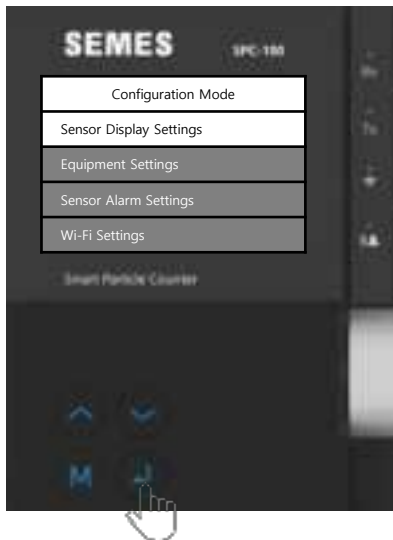 SEMES SPC-100
Configuration Mode
Sensor Display Settings
Equipment Settings
Sensor Alarm Settings
Wi-Fi Settings
Smart Particle Counter
M